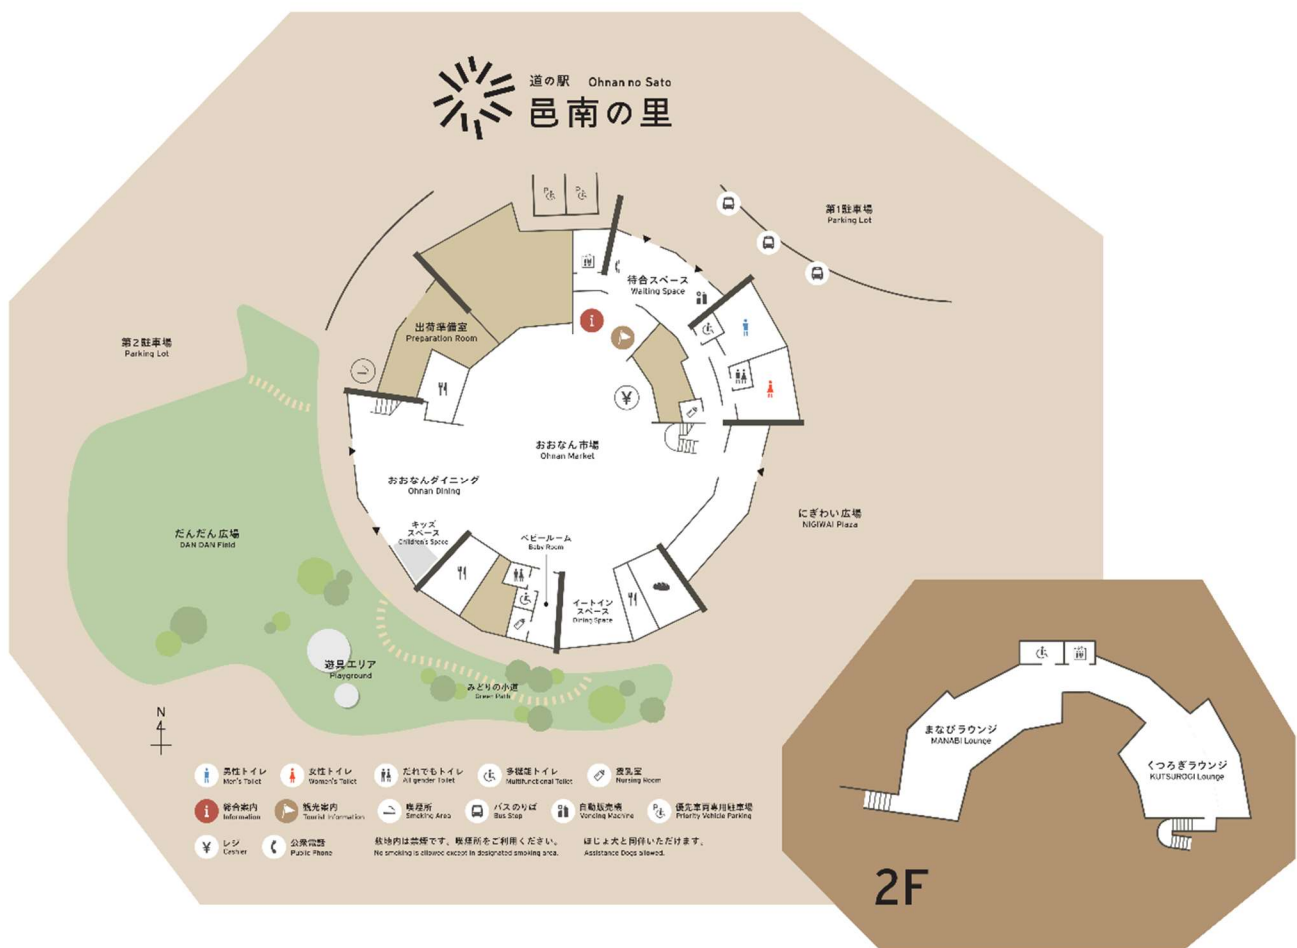 道の駅 Ohnan no Sato
邑南の里
第1駐車場
Parking Lot
待合スペース
Waiting Space
出荷準備室
Preparation Room
第2駐車場
Parking Lot
おおなん市場
Ohnan Market
おおなんダイニング
Ohnan Dining
にぎわい広場
NIGIWAI Plaza
キッズ
スペース
Children's Space
ベビールーム
Baby Room
だんだん広場
DAN DAN Field
イートイン
スペース
Dining Space
遊具エリア
Playground
みどりの小道
Green Path
N
まなびラウンジ
MANABI Lounge
くつろぎラウンジ
KUTSUROGI Lounge
2F
男性トイレ
Men's Toilet
女性トイレ
Women's Toilet
だれでもトイレ
All gender Toilet
多機能トイレ
Multifunctional Toilet
授乳室
Nursing Room
総合案内
Information
観光案内
Tourist Information
喫煙所
Smoking Area
バスのりば
Bus Stop
自動販売機
Vending Machine
優先車両専用駐車場
Priority Vehicle Parking
レジ
Cashier
公衆電話
Public Phone
敷地内は禁煙です。喫煙所をご利用ください。
No smoking is allowed except in designated smoking area.
ほじょ犬と同伴いただけます。
Assistance Dogs allowed.